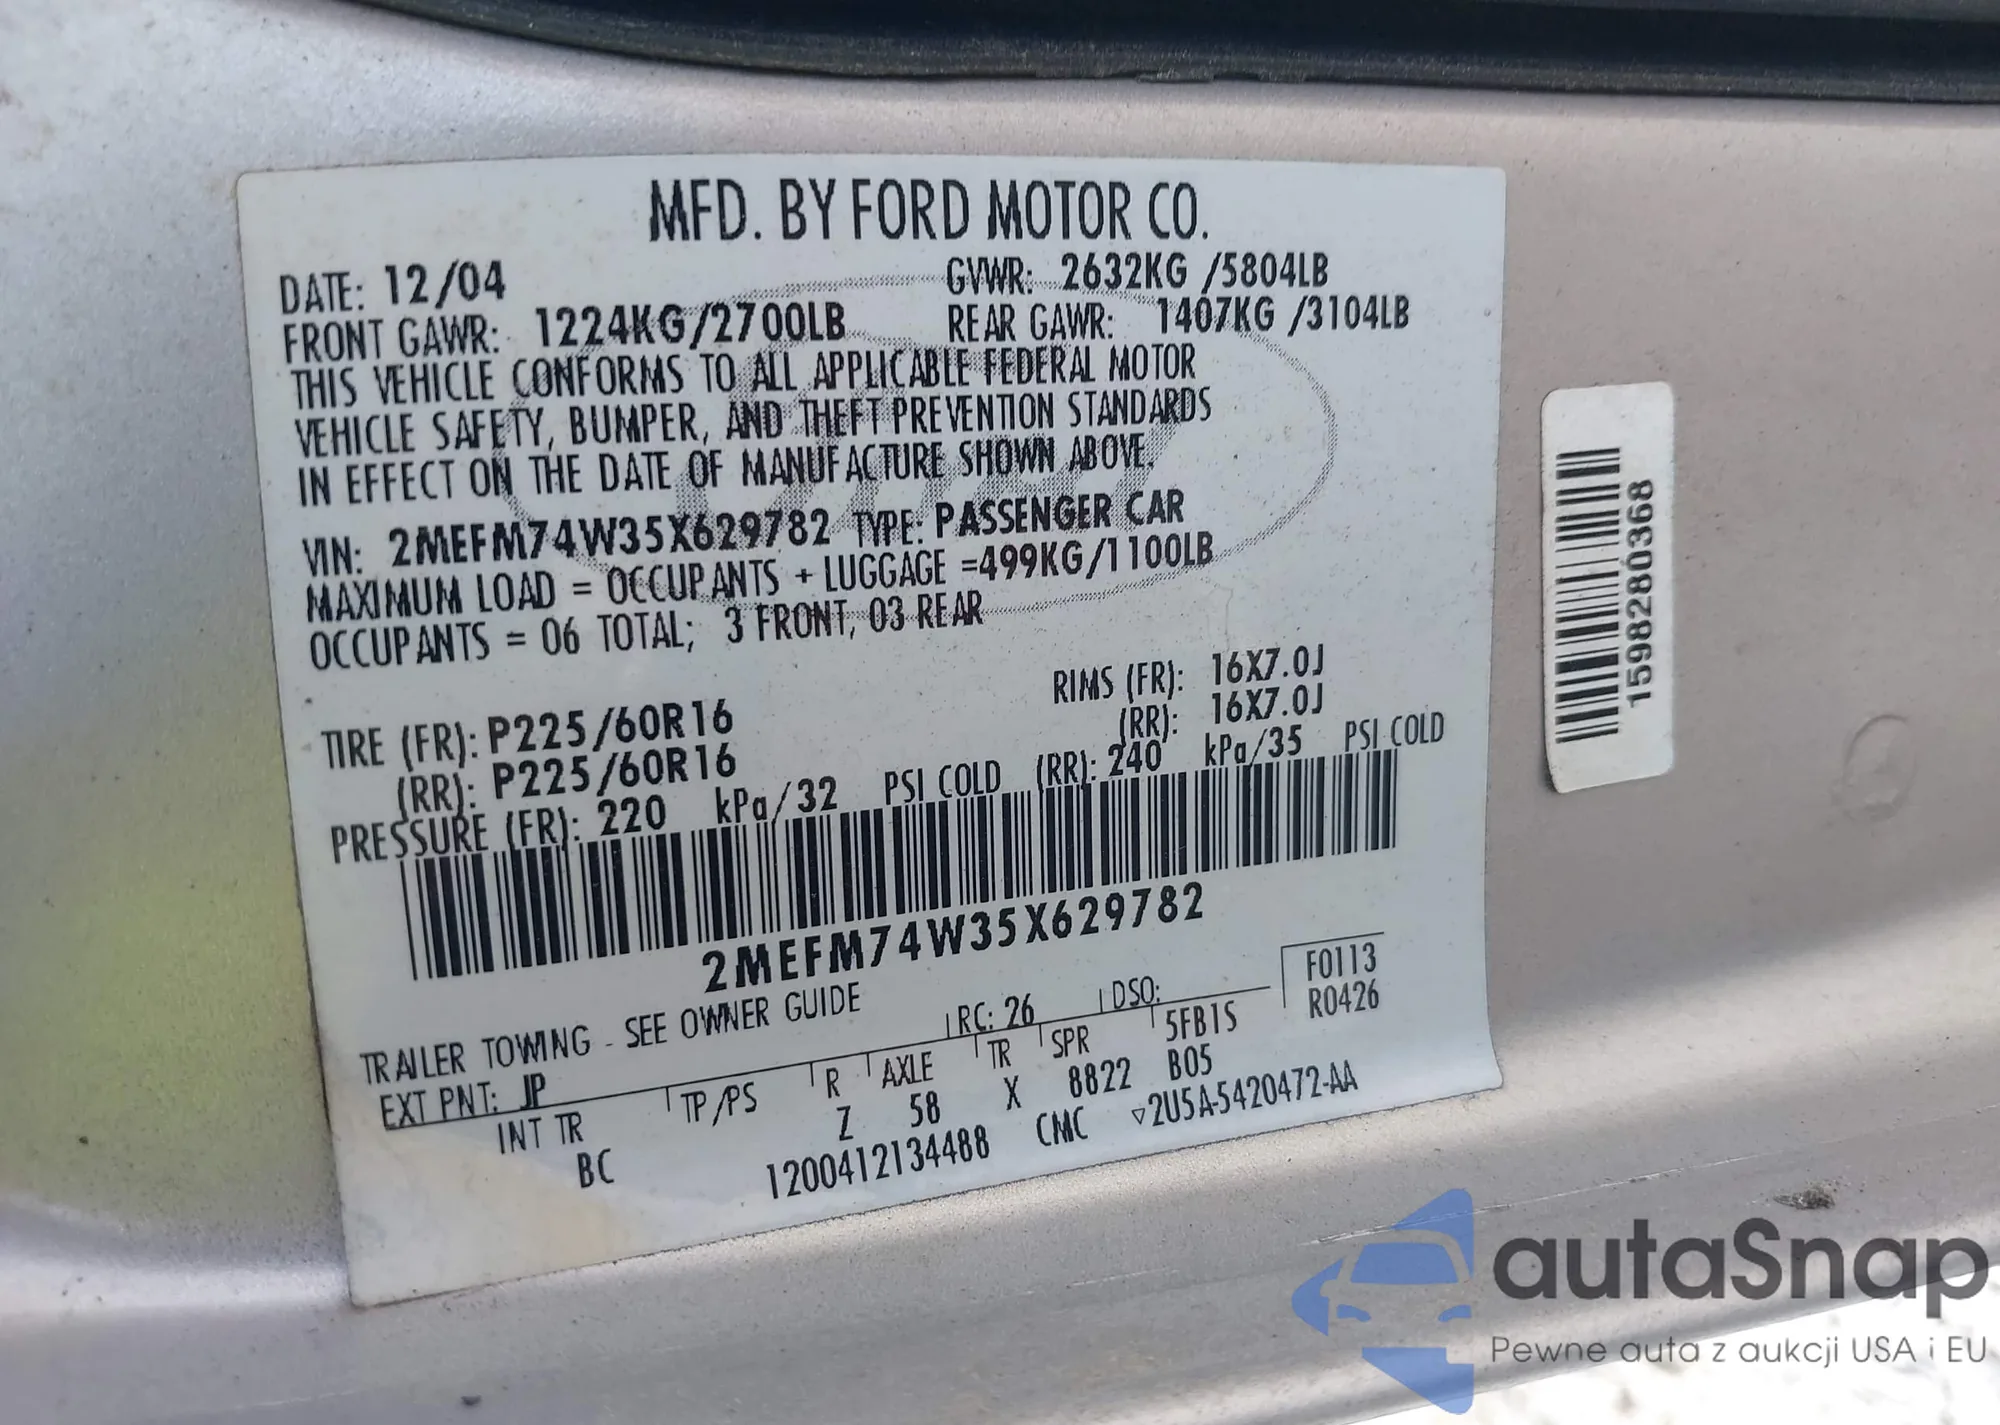 MFD. BY FORD MOTOR CO.
DATE: 12/04 GVWR: 2632KG /5804LB
FRONT GAWR: 1224KG/2700LB REAR GAWR: 1407KG /3104LB
THIS VEHICLE CONFORMS TO ALL APPLICABLE FEDERAL MOTOR
VEHICLE SAFETY, BUMPER, AND THEFT PREVENTION STANDARDS
IN EFFECT ON THE DATE OF MANUFACTURE SHOWN ABOVE.
VIN: 2MEFM74W35X629782 TYPE: PASSENGER CAR
MAXIMUM LOAD = OCCUPANTS + LUGGAGE =499KG/1100LB
OCCUPANTS = 06 TOTAL; 3 FRONT, 03 REAR
TIRE (FR): P225/60R16 RIMS (FR): 16X7.0J
(RR): P225/60R16 (RR): 16X7.0J
PRESSURE (FR): 220 kPa/32 PSI COLD (RR): 240 kPa/35 PSI COLD
2MEFM74W35X629782
TRAILER TOWING - SEE OWNER GUIDE
EXT PNT: JP RC: 26 DSO: F0113
R0426
INT TR TP/PS R AXLE TR SPR 5FB1S
BC Z 58 X 8822 B05
1200412134488 CMC ▽2U5A-5420472-AA
1598280368
autaSnap
Pewne auta z aukcji USA i EU